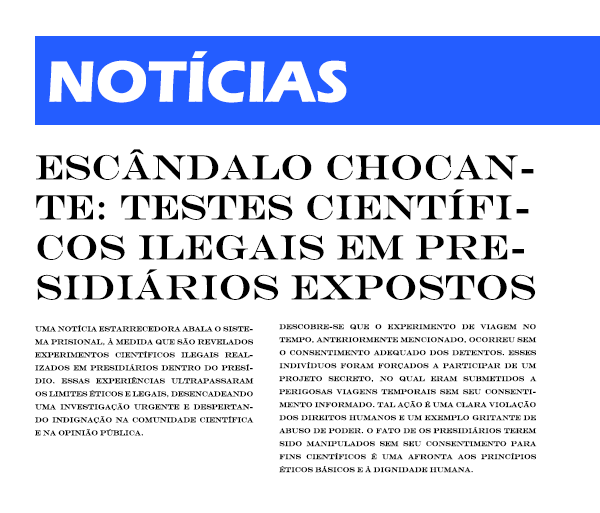 NOTÍCIAS
ESCÂNDALO CHOCAN-
TE: TESTES CIENTÍFI-
COS ILEGAIS EM PRE-
SIDIÁRIOS EXPOSTOS
UMA NOTÍCIA ESTARRECEDORA ABALA O SISTE-
MA PRISIONAL, À MEDIDA QUE SÃO REVELADOS
EXPERIMENTOS CIENTÍFICOS ILEGAIS REAL-
IZADOS EM PRESIDIÁRIOS DENTRO DO PRESÍ-
DIO. ESSAS EXPERIÊNCIAS ULTRAPASSARAM
OS LIMITES ÉTICOS E LEGAIS, DESENCADEANDO
UMA INVESTIGAÇÃO URGENTE E DESPERTAN-
DO INDIGNAÇÃO NA COMUNIDADE CIENTÍFICA
E NA OPINIÃO PÚBLICA.
DESCOBRE-SE QUE O EXPERIMENTO DE VIAGEM NO
TEMPO, ANTERIORMENTE MENCIONADO, OCORREU SEM
O CONSENTIMENTO ADEQUADO DOS DETENTOS. ESSES
INDIVÍDUOS FORAM FORÇADOS A PARTICIPAR DE UM
PROJETO SECRETO, NO QUAL ERAM SUBMETIDOS A
PERIGOSAS VIAGENS TEMPORAIS SEM SEU CONSENTI-
MENTO INFORMADO. TAL AÇÃO É UMA CLARA VIOLAÇÃO
DOS DIREITOS HUMANOS E UM EXEMPLO GRITANTE DE
ABUSO DE PODER. O FATO DE OS PRESIDIÁRIOS TEREM
SIDO MANIPULADOS SEM SEU CONSENTIMENTO PARA
FINS CIENTÍFICOS É UMA AFRONTA AOS PRINCÍPIOS
ÉTICOS BÁSICOS E À DIGNIDADE HUMANA.